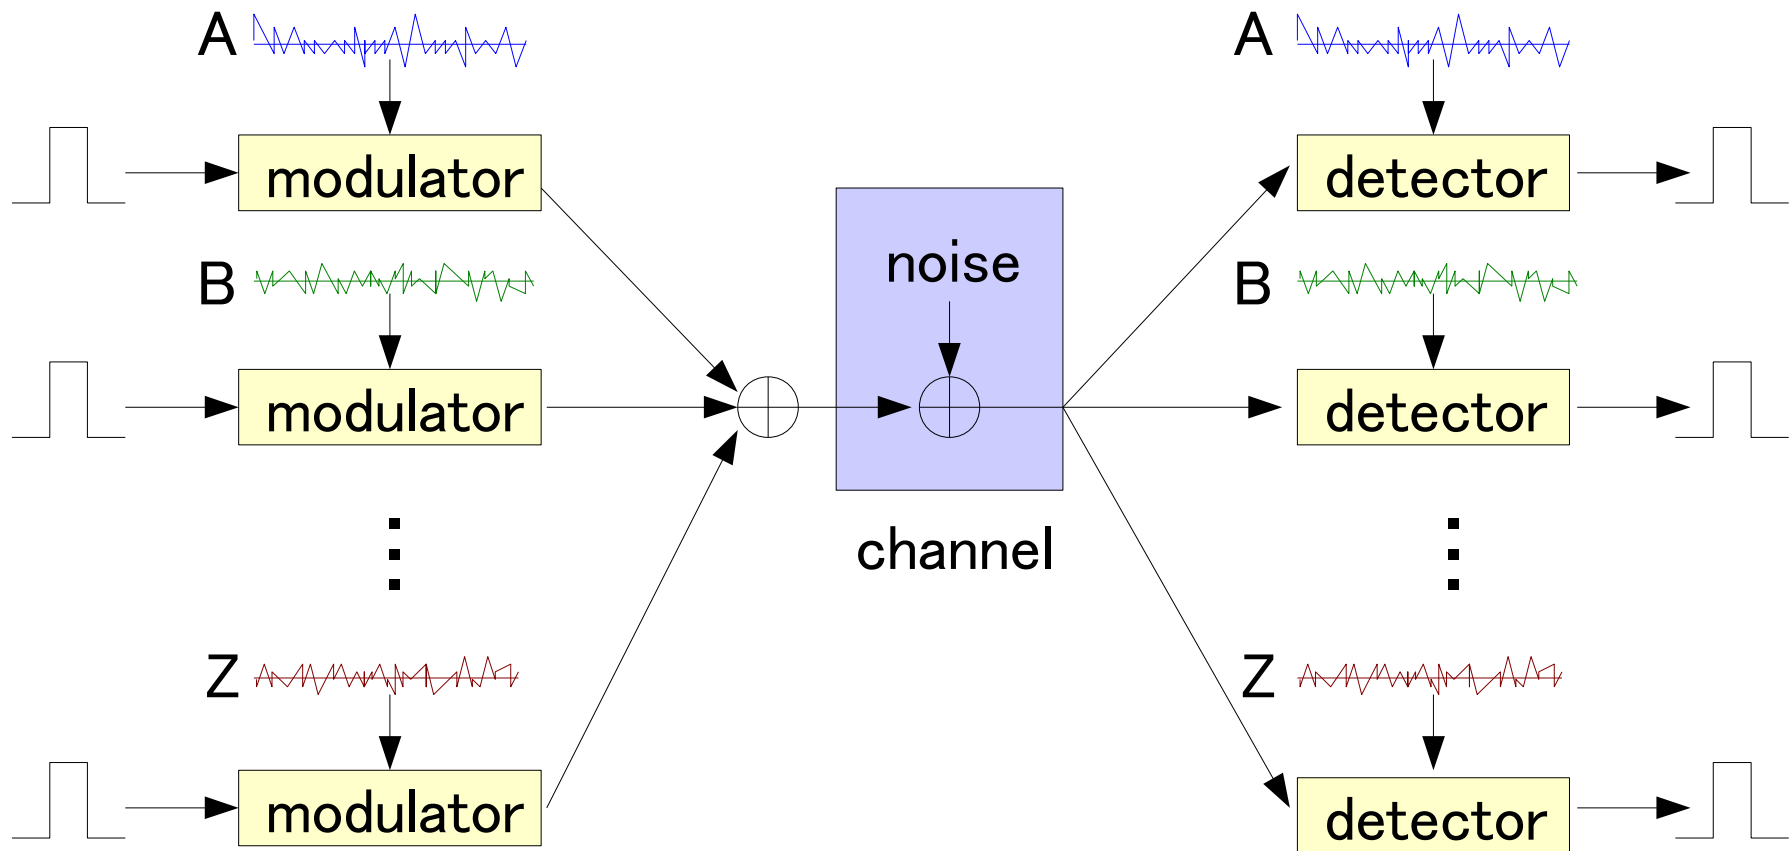 A
modulator
B
modulator
Z
modulator
noise
channel
A
detector
B
detector
Z
detector